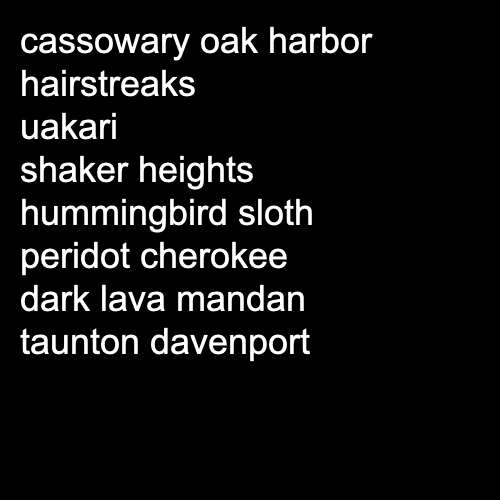 cassowary oak harbor
hairstreaks
uakari
shaker heights
hummingbird sloth
peridot cherokee
dark lava mandan
taunton davenport